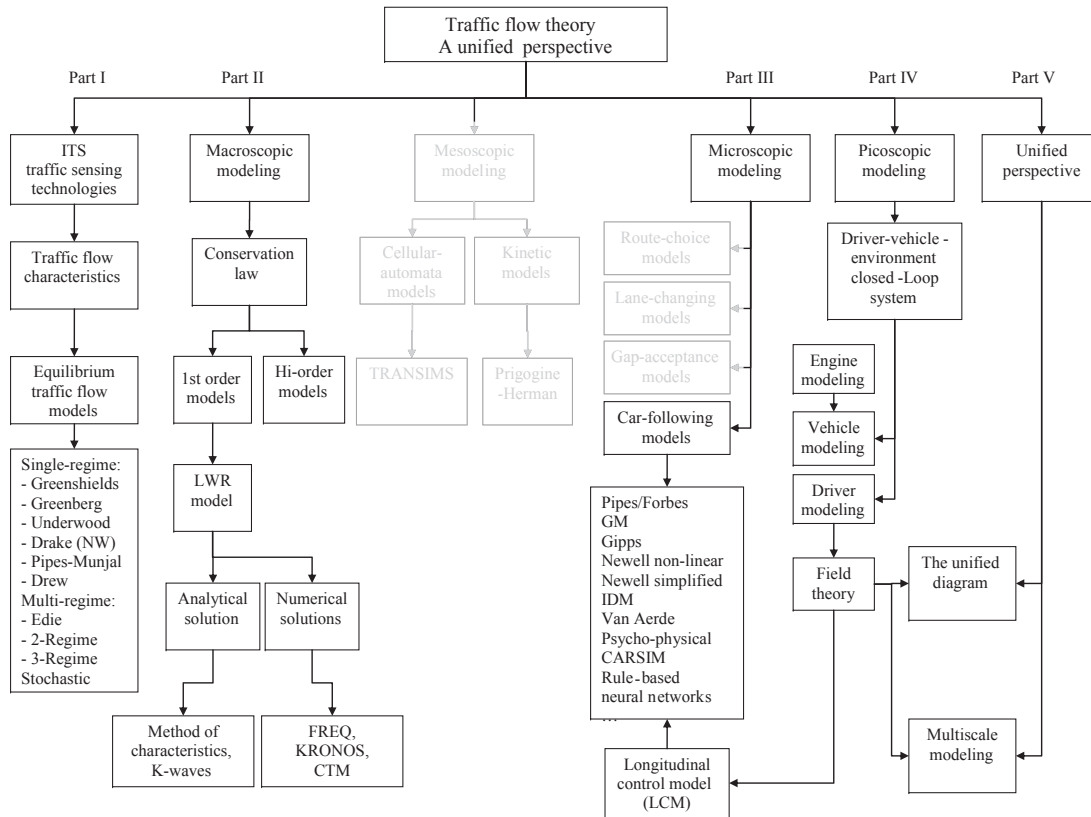 Traffic flow theory
A unified perspective
Part I
Part II
Part III
Part IV
Part V
ITS
traffic sensing
technologies
Macroscopic
modeling
Mesoscopic
modeling
Microscopic
modeling
Picoscopic
modeling
Unified
perspective
Traffic flow
characteristics
Conservation
law
Cellular-
automata
models
Kinetic
models
Route-choice
models
Lane-changing
models
Gap-acceptance
models
Driver-vehicle -
environment
closed -Loop
system
Equilibrium
traffic flow
models
1st order
models
Hi-order
models
TRANSIMS
Prigogine
-Herman
Car-following
models
Engine
modeling
Vehicle
modeling
Driver
modeling
Single-regime:
- Greenshields
- Greenberg
- Underwood
- Drake (NW)
- Pipes-Munjal
- Drew
Multi-regime:
- Edie
- 2-Regime
- 3-Regime
Stochastic
LWR
model
Analytical
solution
Numerical
solutions
Pipes/Forbes
GM
Gipps
Newell non-linear
Newell simplified
IDM
Van Aerde
Psycho-physical
CARSIM
Rule-based
neural networks
...
Field
theory
The unified
diagram
Method of
characteristics,
K-waves
FREQ,
KRONOS,
CTM
Longitudinal
control model
(LCM)
Multiscale
modeling